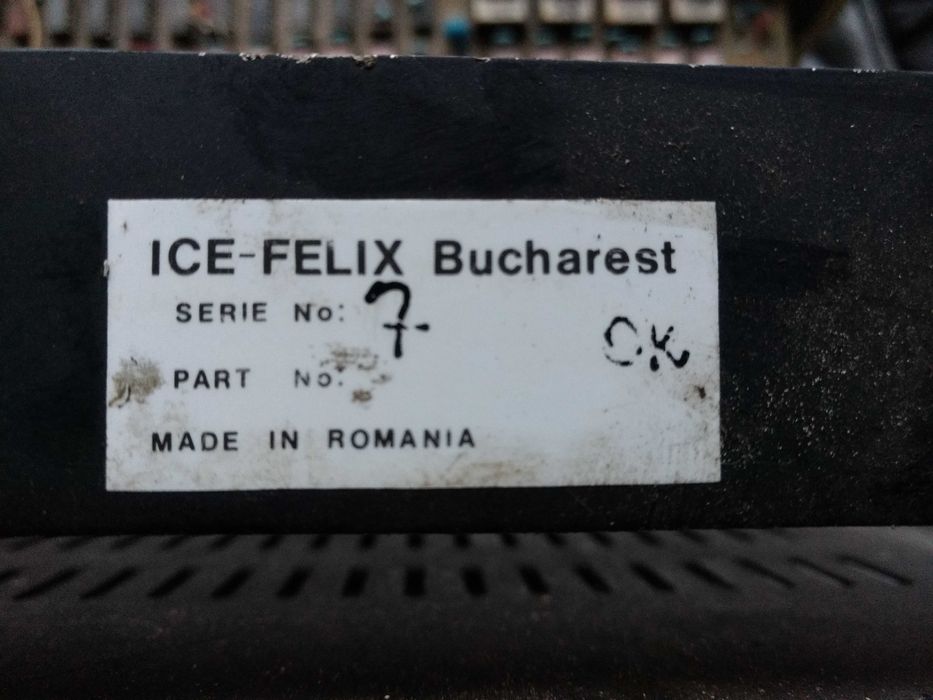 ICE-FELIX Bucharest
SERIE No: 7
OK
PART No:
MADE IN ROMANIA